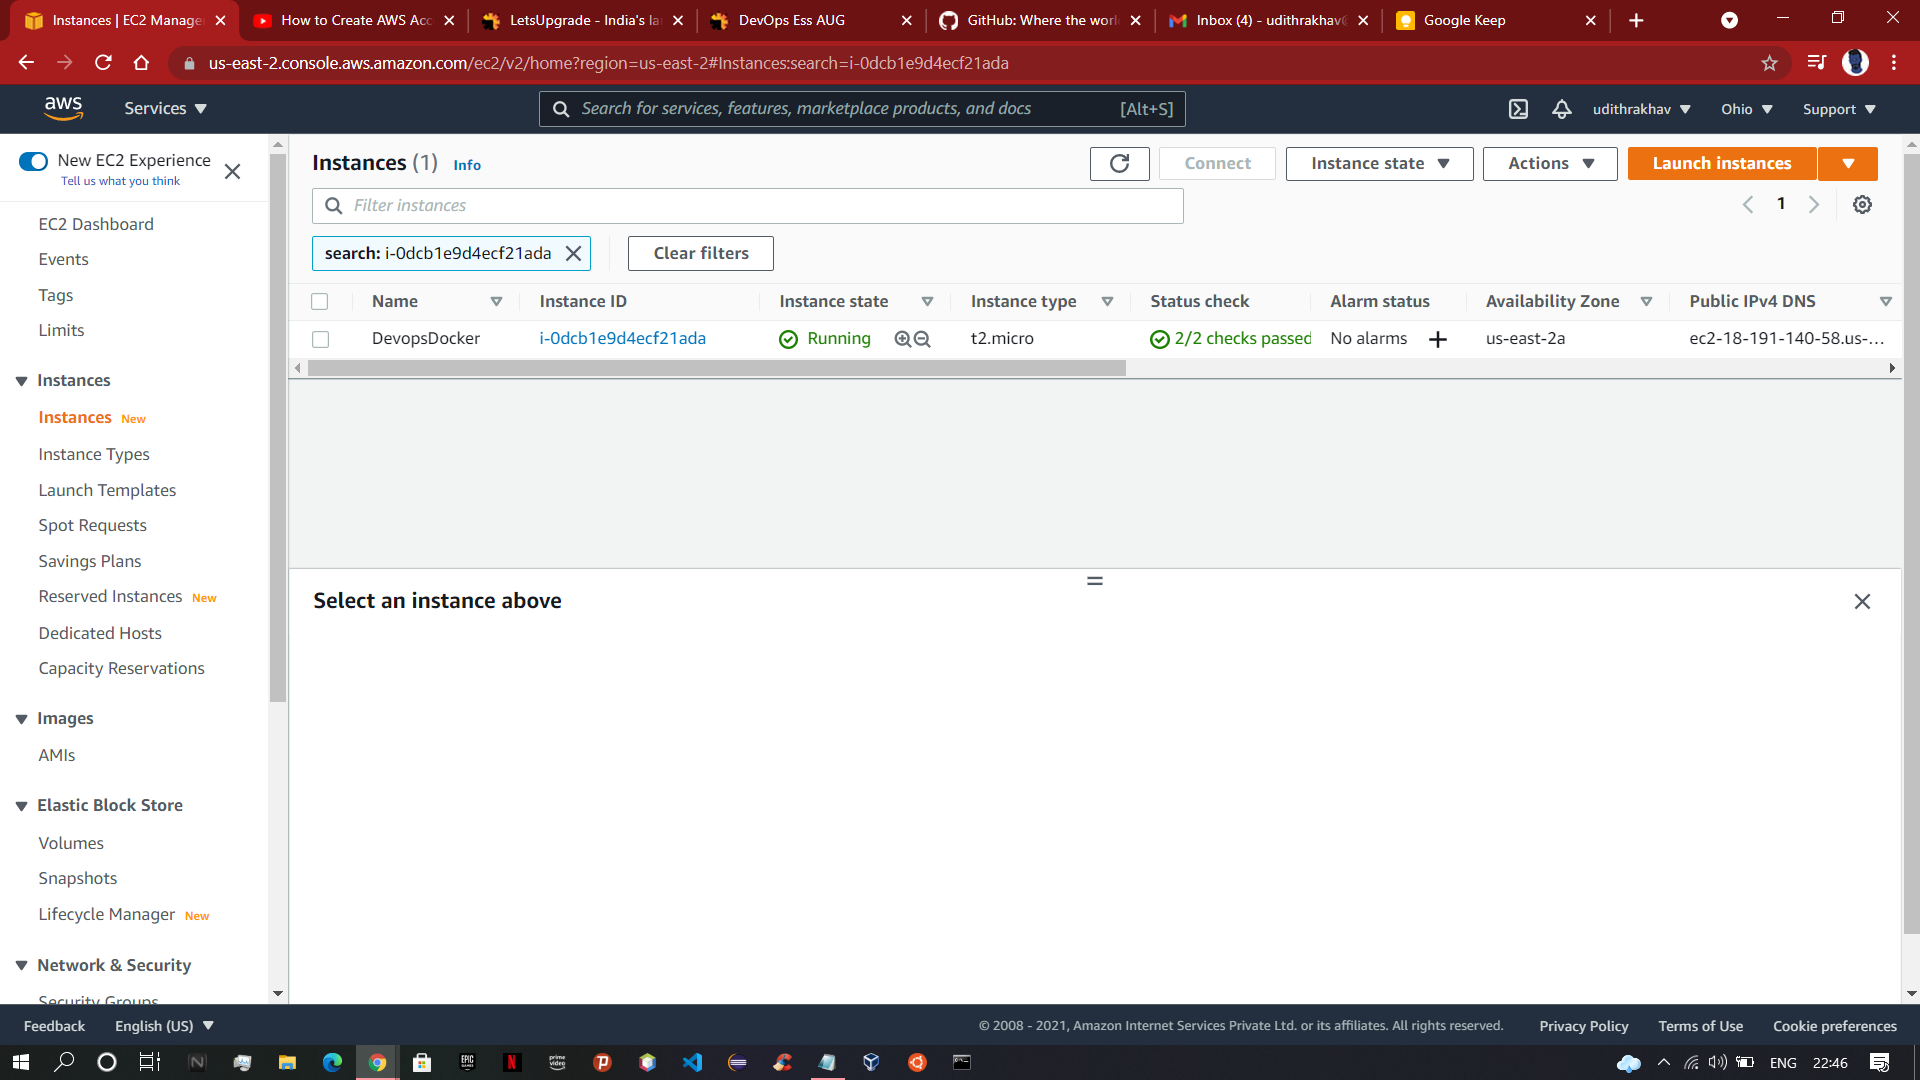 Instances | EC2 Manage
How to Create AWS Acc
LetsUpgrade - India's la
DevOps Ess AUG
GitHub: Where the worl
Inbox (4) - udithrakhav@
Google Keep
us-east-2.console.aws.amazon.com/ec2/v2/home?region=us-east-2#Instances:search=i-0dcb1e9d4ecf21ada
aws
Services
Search for services, features, marketplace products, and docs [Alt+S]
udithrakhav
Ohio
Support
New EC2 Experience
Tell us what you think
EC2 Dashboard
Events
Tags
Limits
Instances
Instances New
Instance Types
Launch Templates
Spot Requests
Savings Plans
Reserved Instances New
Dedicated Hosts
Capacity Reservations
Images
AMIs
Elastic Block Store
Volumes
Snapshots
Lifecycle Manager New
Network & Security
Security Groups
Instances (1) Info
Connect
Instance state
Actions
Launch instances
Filter instances
1
search: i-0dcb1e9d4ecf21ada
Clear filters
Name Instance ID Instance state Instance type Status check Alarm status Availability Zone Public IPv4 DNS
DevopsDocker i-0dcb1e9d4ecf21ada Running t2.micro 2/2 checks passed No alarms us-east-2a ec2-18-191-140-58.us-...
Select an instance above
Feedback English (US) © 2008 - 2021, Amazon Internet Services Private Ltd. or its affiliates. All rights reserved. Privacy Policy Terms of Use Cookie preferences
N
EPIC GAMES
N
prime video
ENG 22:46